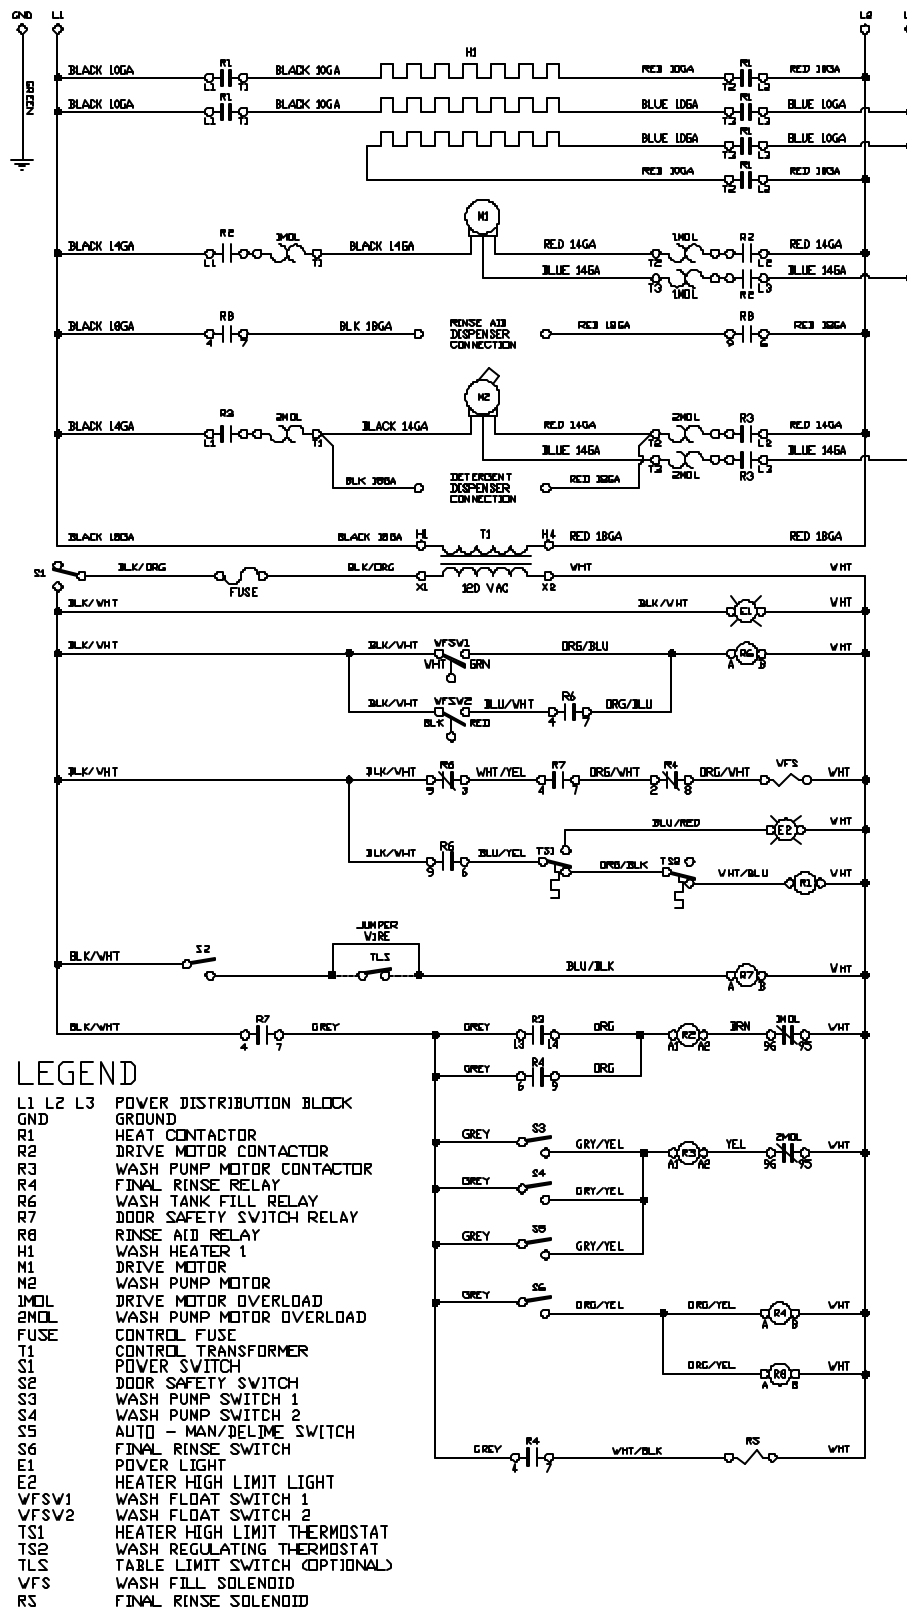 GND L1 L2
H1
BLACK 10GA R1 BLACK 10GA RED 10GA R1 RED 10GA
L1 T1 T2 L2
GREEN
BLACK 10GA R1 BLACK 10GA BLUE 10GA R1 BLUE 10GA
L1 T1 T3 L3
BLUE 10GA R1 BLUE 10GA
T3 L3
RED 10GA R1 RED 10GA
T2 L2
M1
BLACK 14GA R2 1MOL BLACK 14GA RED 14GA 1MOL R2 RED 14GA
L1 T1 T2 L2
BLUE 14GA BLUE 14GA
T3 1MOL R2 L3
BLACK 18GA R8 BLK 18GA RINSE AID RED 18GA R8 RED 18GA
4 7 DISPENSER 9 6
CONNECTION
M2
BLACK 14GA R3 2MOL BLACK 14GA RED 14GA 2MOL R3 RED 14GA
L1 T1 T2 L2
BLUE 14GA BLUE 14GA
T3 2MOL R3 L3
BLK 18GA DETERGENT RED 18GA
DISPENSER
CONNECTION
BLACK 18GA BLACK 18GA H1 T1 H4 RED 18GA RED 18GA
S1 BLK/ORG BLK/ORG WHT WHT
FUSE X1 120 VAC X2
BLK/WHT BLK/WHT E1 WHT
BLK/WHT BLK/WHT WFSW1 ORG/BLU R6 WHT
WHT GRN A B
BLK/WHT WFSW2 BLU/WHT R6 ORG/BLU
BLK RED 4 7
BLK/WHT BLK/WHT R6 WHT/YEL R7 ORG/WHT R4 ORG/WHT WFS WHT
9 3 4 7 2 8
BLU/RED E2 WHT
BLK/WHT R6 BLU/YEL TS1 ORG/BLK TS2 WHT/BLU R1 WHT
9 6
JUMPER
WIRE
BLK/WHT S2 TLS BLU/BLK R7 WHT
A B
BLK/WHT R7 GREY GREY R2 ORG R2 BRN 1MOL WHT
4 7 13 14 A1 A2 96 95
GREY R4 ORG
6 9
GREY S3 GRY/YEL R3 YEL 2MOL WHT
A1 A2 96 95
GREY S4 GRY/YEL
GREY S5 GRY/YEL
GREY S6 ORG/YEL ORG/YEL R4 WHT
A B
ORG/YEL R8 WHT
A B
GREY R4 WHT/BLK RS WHT
4 7
LEGEND
L1 L2 L3 POWER DISTRIBUTION BLOCK
GND GROUND
R1 HEAT CONTACTOR
R2 DRIVE MOTOR CONTACTOR
R3 WASH PUMP MOTOR CONTACTOR
R4 FINAL RINSE RELAY
R6 WASH TANK FILL RELAY
R7 DOOR SAFETY SWITCH RELAY
R8 RINSE AID RELAY
H1 WASH HEATER 1
M1 DRIVE MOTOR
M2 WASH PUMP MOTOR
1MOL DRIVE MOTOR OVERLOAD
2MOL WASH PUMP MOTOR OVERLOAD
FUSE CONTROL FUSE
T1 CONTROL TRANSFORMER
S1 POWER SWITCH
S2 DOOR SAFETY SWITCH
S3 WASH PUMP SWITCH 1
S4 WASH PUMP SWITCH 2
S5 AUTO - MAN/DELIME SWITCH
S6 FINAL RINSE SWITCH
E1 POWER LIGHT
E2 HEATER HIGH LIMIT LIGHT
WFSW1 WASH FLOAT SWITCH 1
WFSW2 WASH FLOAT SWITCH 2
TS1 HEATER HIGH LIMIT THERMOSTAT
TS2 WASH REGULATING THERMOSTAT
TLS TABLE LIMIT SWITCH (OPTIONAL)
WFS WASH FILL SOLENOID
RS FINAL RINSE SOLENOID